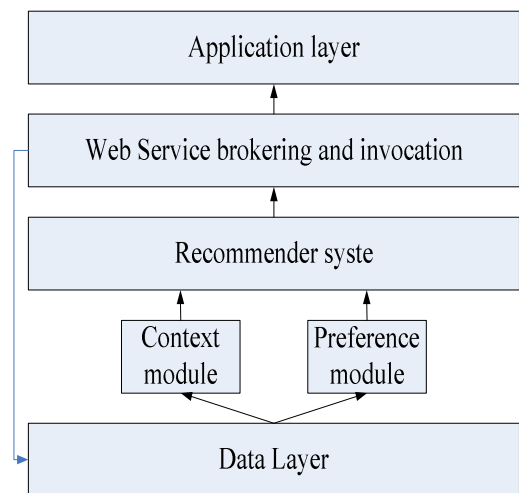 Application layer
Web Service brokering and invocation
Recommender syste
Context
module
Preference
module
Data Layer